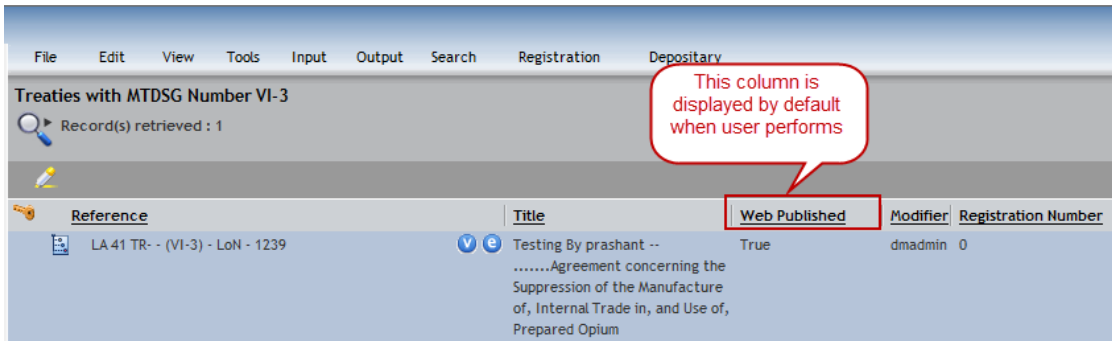 File Edit View Tools Input Output Search Registration Depositary
This column is
displayed by default
when user performs
Treaties with MTDSG Number VI-3
Record(s) retrieved : 1
Reference Title Web Published Modifier Registration Number
LA 41 TR- - (VI-3) - LoN - 1239 v e Testing By prashant -- True dmadmin 0
.......Agreement concerning the
Suppression of the Manufacture
of, Internal Trade in, and Use of,
Prepared Opium